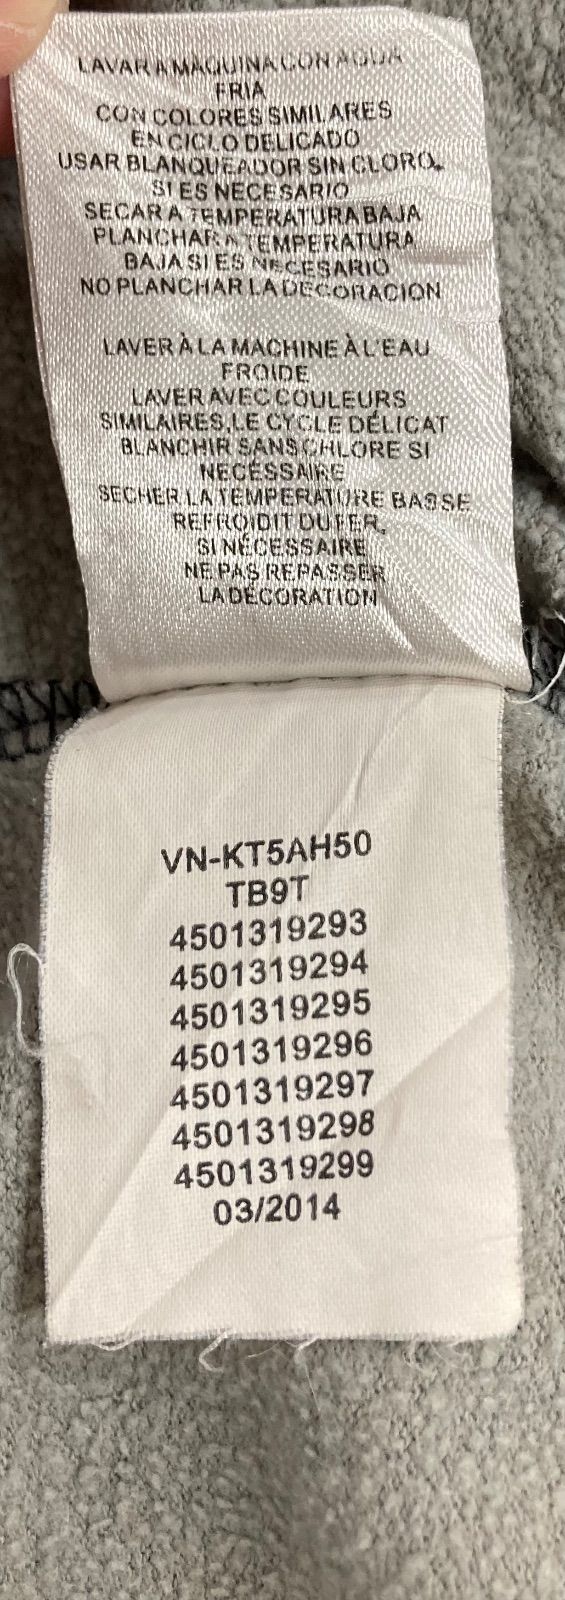 LAVAR A MAQUINA CON AGUA
FRIA
CON COLORES SIMILARES
EN CICLO DELICADO
USAR BLANQUEADOR SIN CLORO,
SI ES NECESARIO
SECAR A TEMPERATURA BAJA
PLANCHAR A TEMPERATURA
BAJA SI ES NECESARIO
NO PLANCHAR LA DECORACION
LAVER À LA MACHINE À L'EAU
FROIDE
LAVER AVEC COULEURS
SIMILAIRES, LE CYCLE DÉLICAT
BLANCHIR SANS CHLORE SI
NECÉSSAIRE
SECHER LA TEMPERATURE BASSE
REFROIDIT DU FER,
SI NÉCESSAIRE
NE PAS REPASSER
LA DÉCORATION
VN-KT5AH50
TB9T
4501319293
4501319294
4501319295
4501319296
4501319297
4501319298
4501319299
03/2014